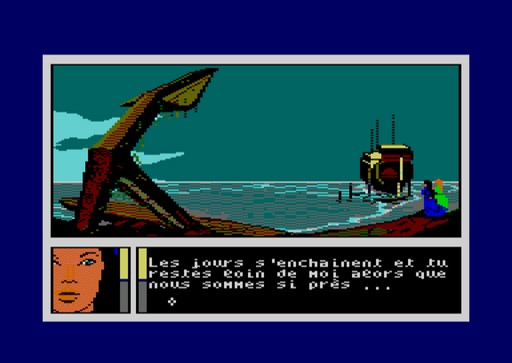 Les jours s'enchainent et tu
restes loin de moi alors que
nous sommes si près ...